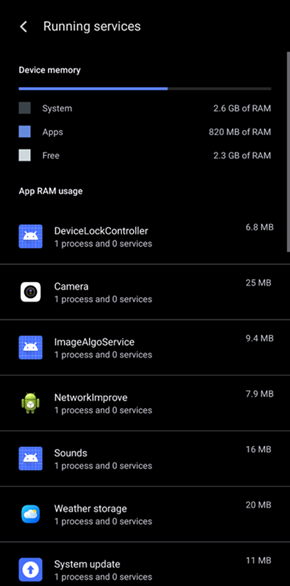 Running services
Device memory
System 2.6 GB of RAM
Apps 820 MB of RAM
Free 2.3 GB of RAM
App RAM usage
DeviceLockController 6.8 MB
1 process and 0 services
Camera 25 MB
1 process and 0 services
ImageAlgoService 9.4 MB
1 process and 0 services
NetworkImprove 7.9 MB
1 process and 0 services
Sounds 16 MB
1 process and 0 services
Weather storage 20 MB
1 process and 0 services
System update 11 MB
1 process and 0 services